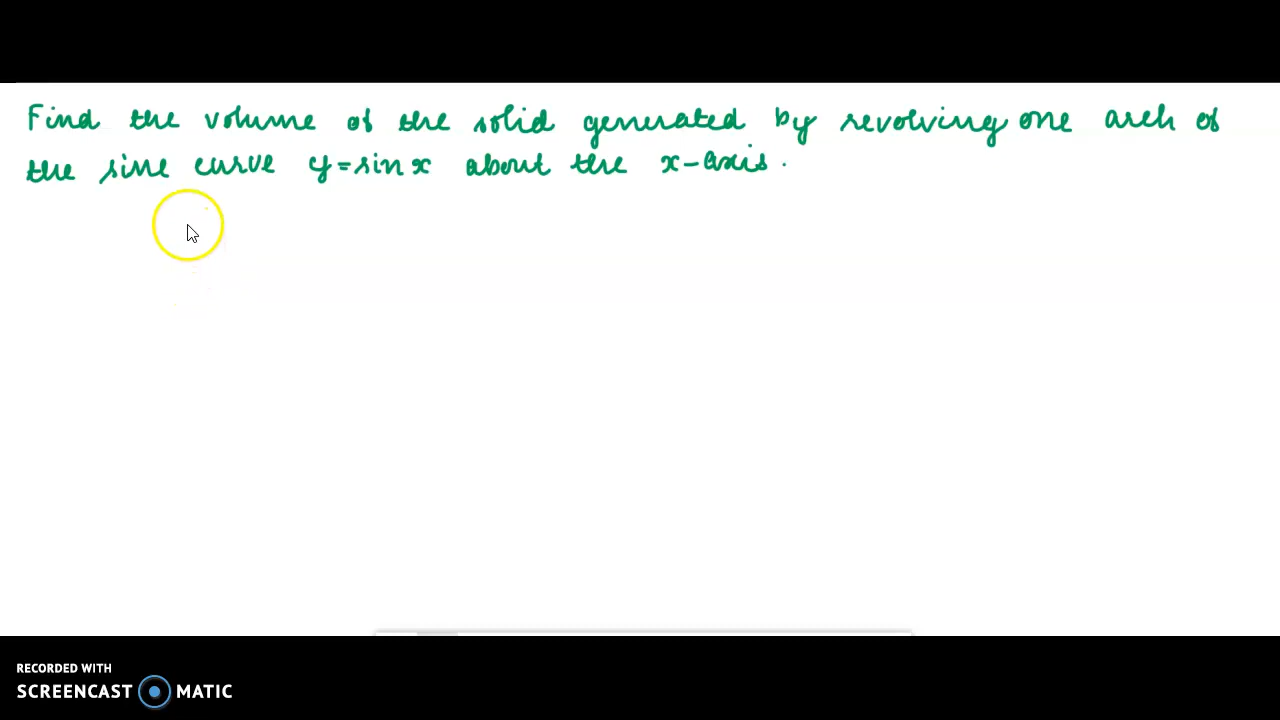 Find the volume of the solid generated by revolving one arch of
the sine curve y=sinx about the x-axis.
RECORDED WITH
SCREENCAST MATIC